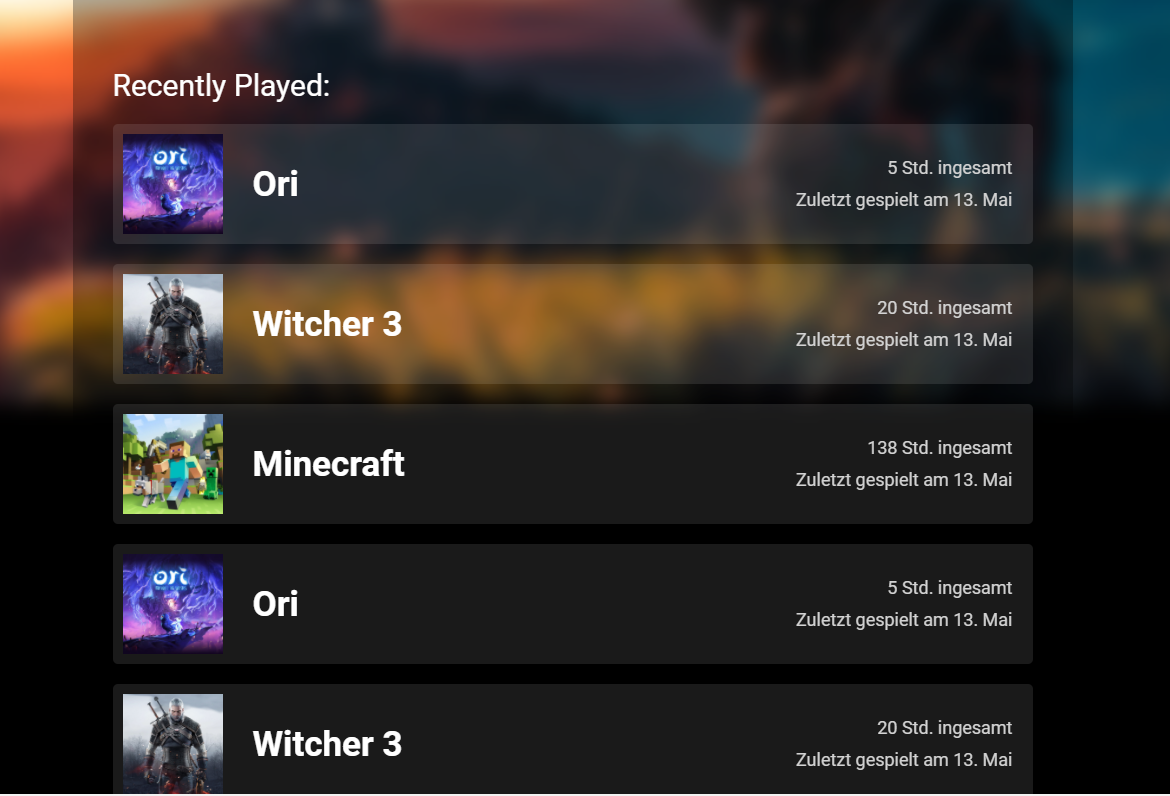 Recently Played:
ori
Ori
5 Std. ingesamt
Zuletzt gespielt am 13. Mai
Witcher 3
20 Std. ingesamt
Zuletzt gespielt am 13. Mai
Minecraft
138 Std. ingesamt
Zuletzt gespielt am 13. Mai
ori
Ori
5 Std. ingesamt
Zuletzt gespielt am 13. Mai
Witcher 3
20 Std. ingesamt
Zuletzt gespielt am 13. Mai